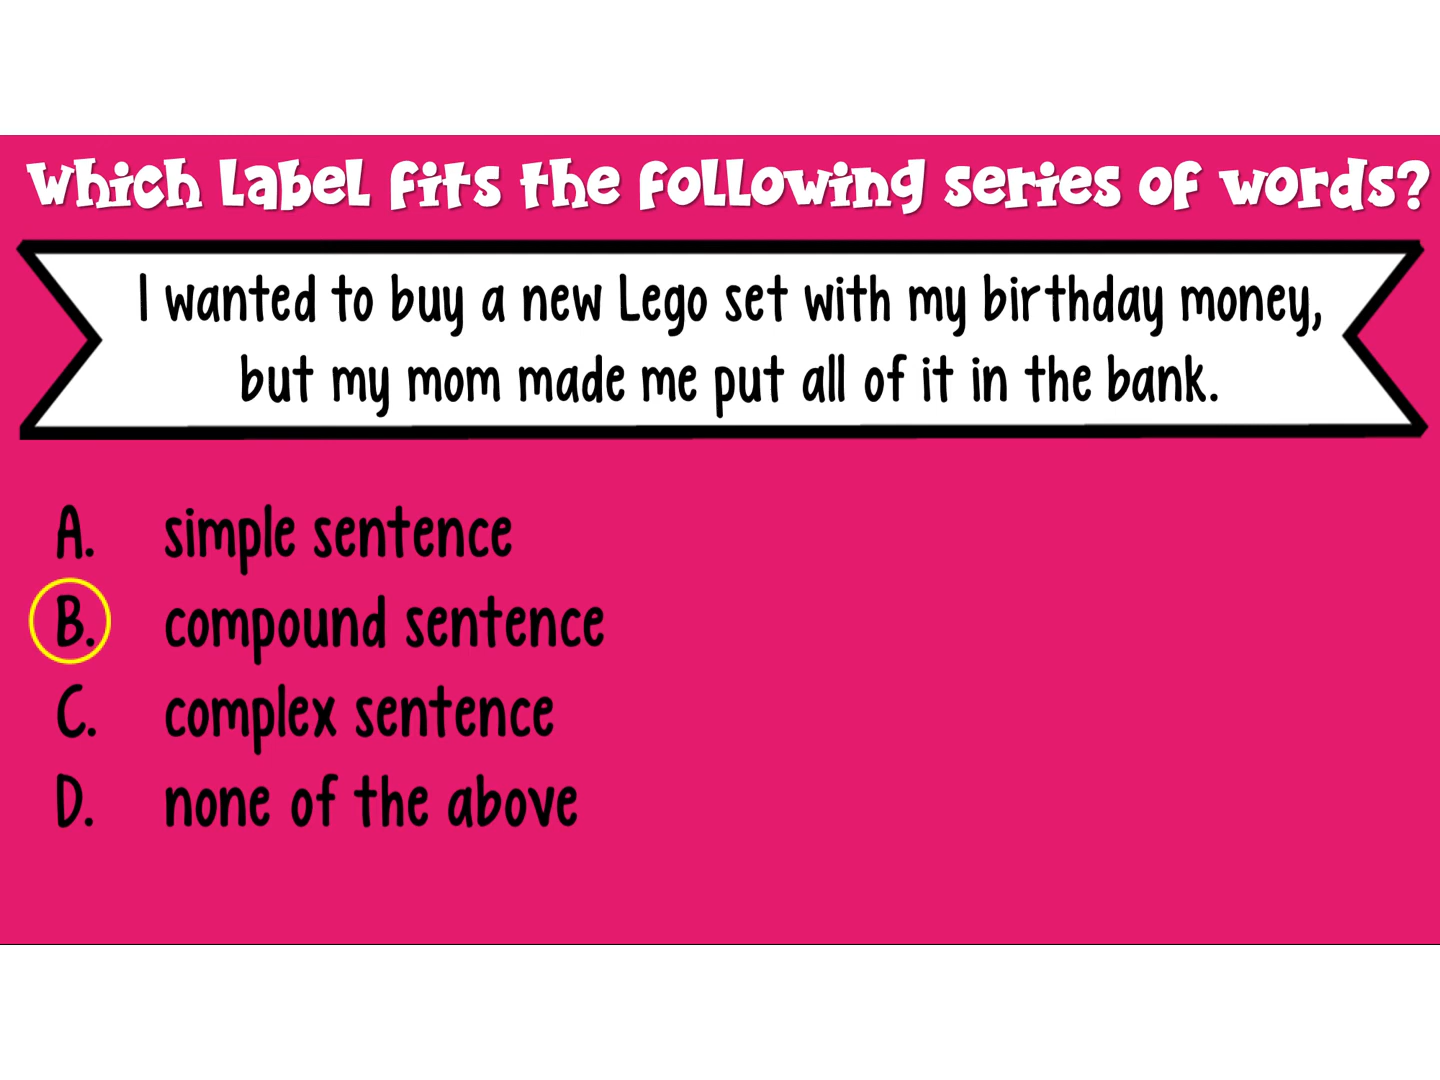 Which Label fits the following series of words?
I wanted to buy a new Lego set with my birthday money,
but my mom made me put all of it in the bank.
A. simple sentence
B. compound sentence
C. complex sentence
D. none of the above